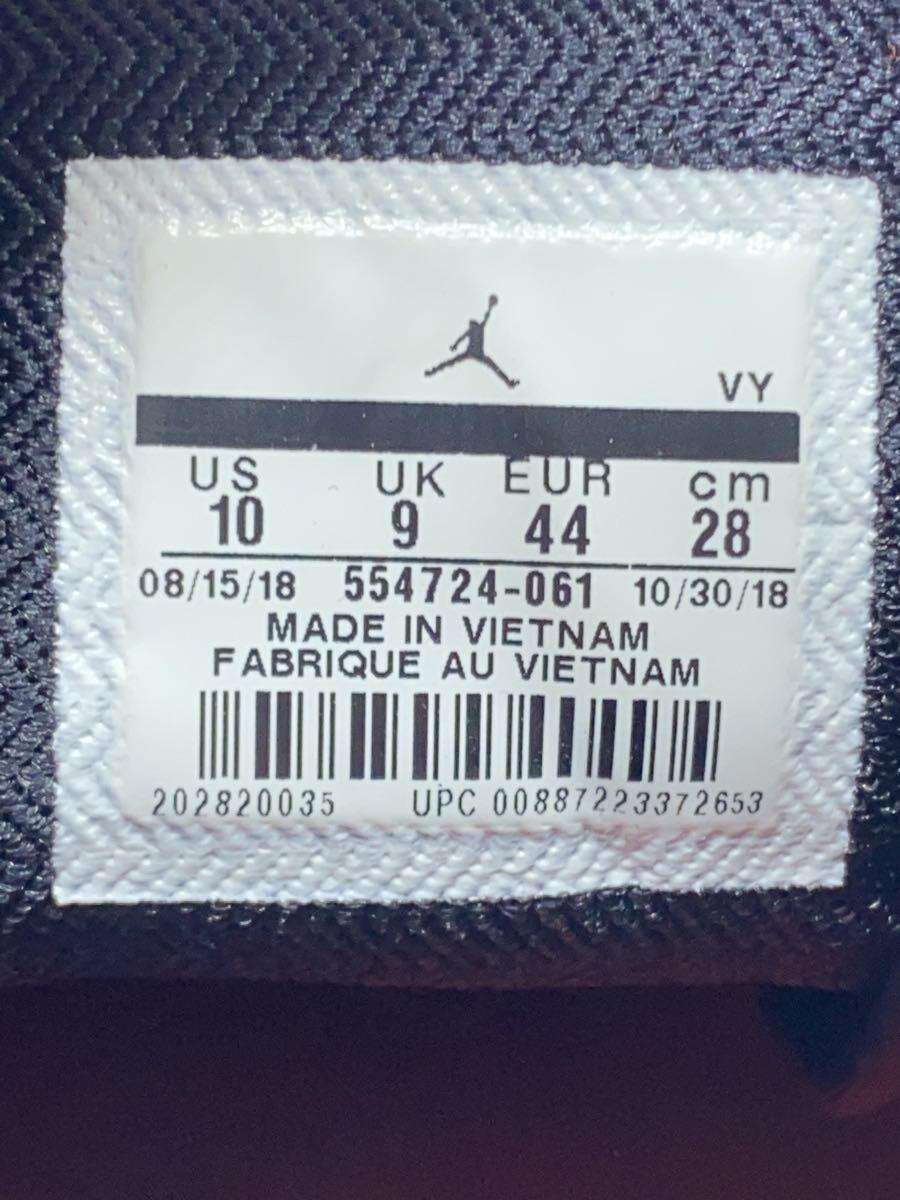 VY
US UK EUR cm
10 9 44 28
08/15/18 554724-061 10/30/18
MADE IN VIETNAM
FABRIQUE AU VIETNAM
202820035 UPC 00887223372653